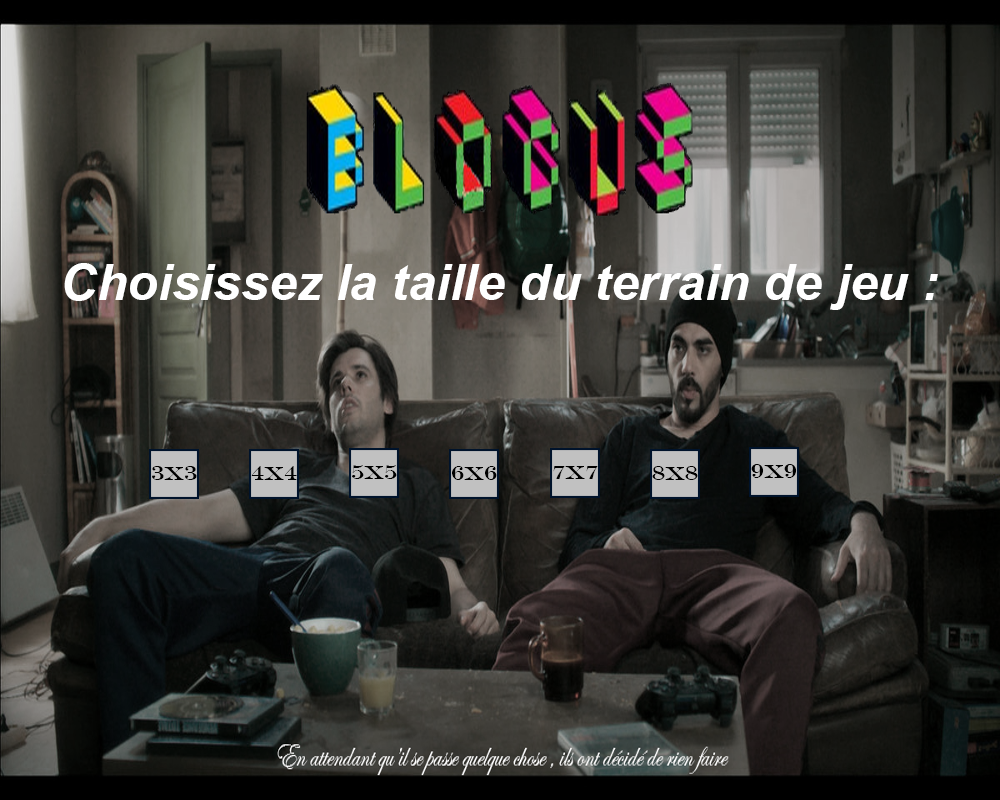 BLOCUS
Choisissez la taille du terrain de jeu :
3X3 4X4 5X5 6X6 7X7 8X8 9X9
En attendant qu'il se passe quelque chose , ils ont décidé de rien faire